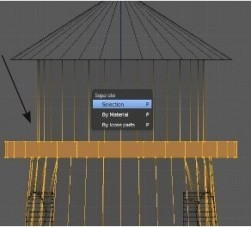 Separate
Selection P
By Material P
By loose parts P